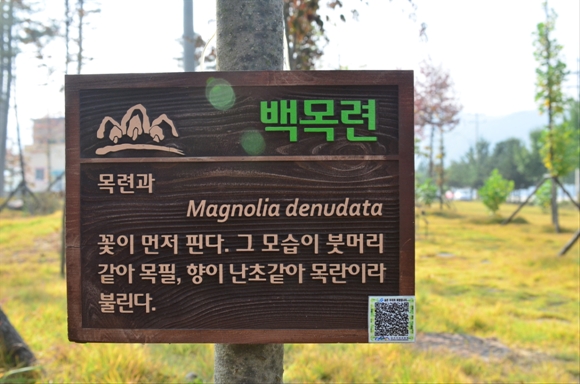 백목련
목련과
Magnolia denudata
꽃이 먼저 핀다. 그 모습이 붓머리
같아 목필, 향이 난초같아 목란이라
불린다.